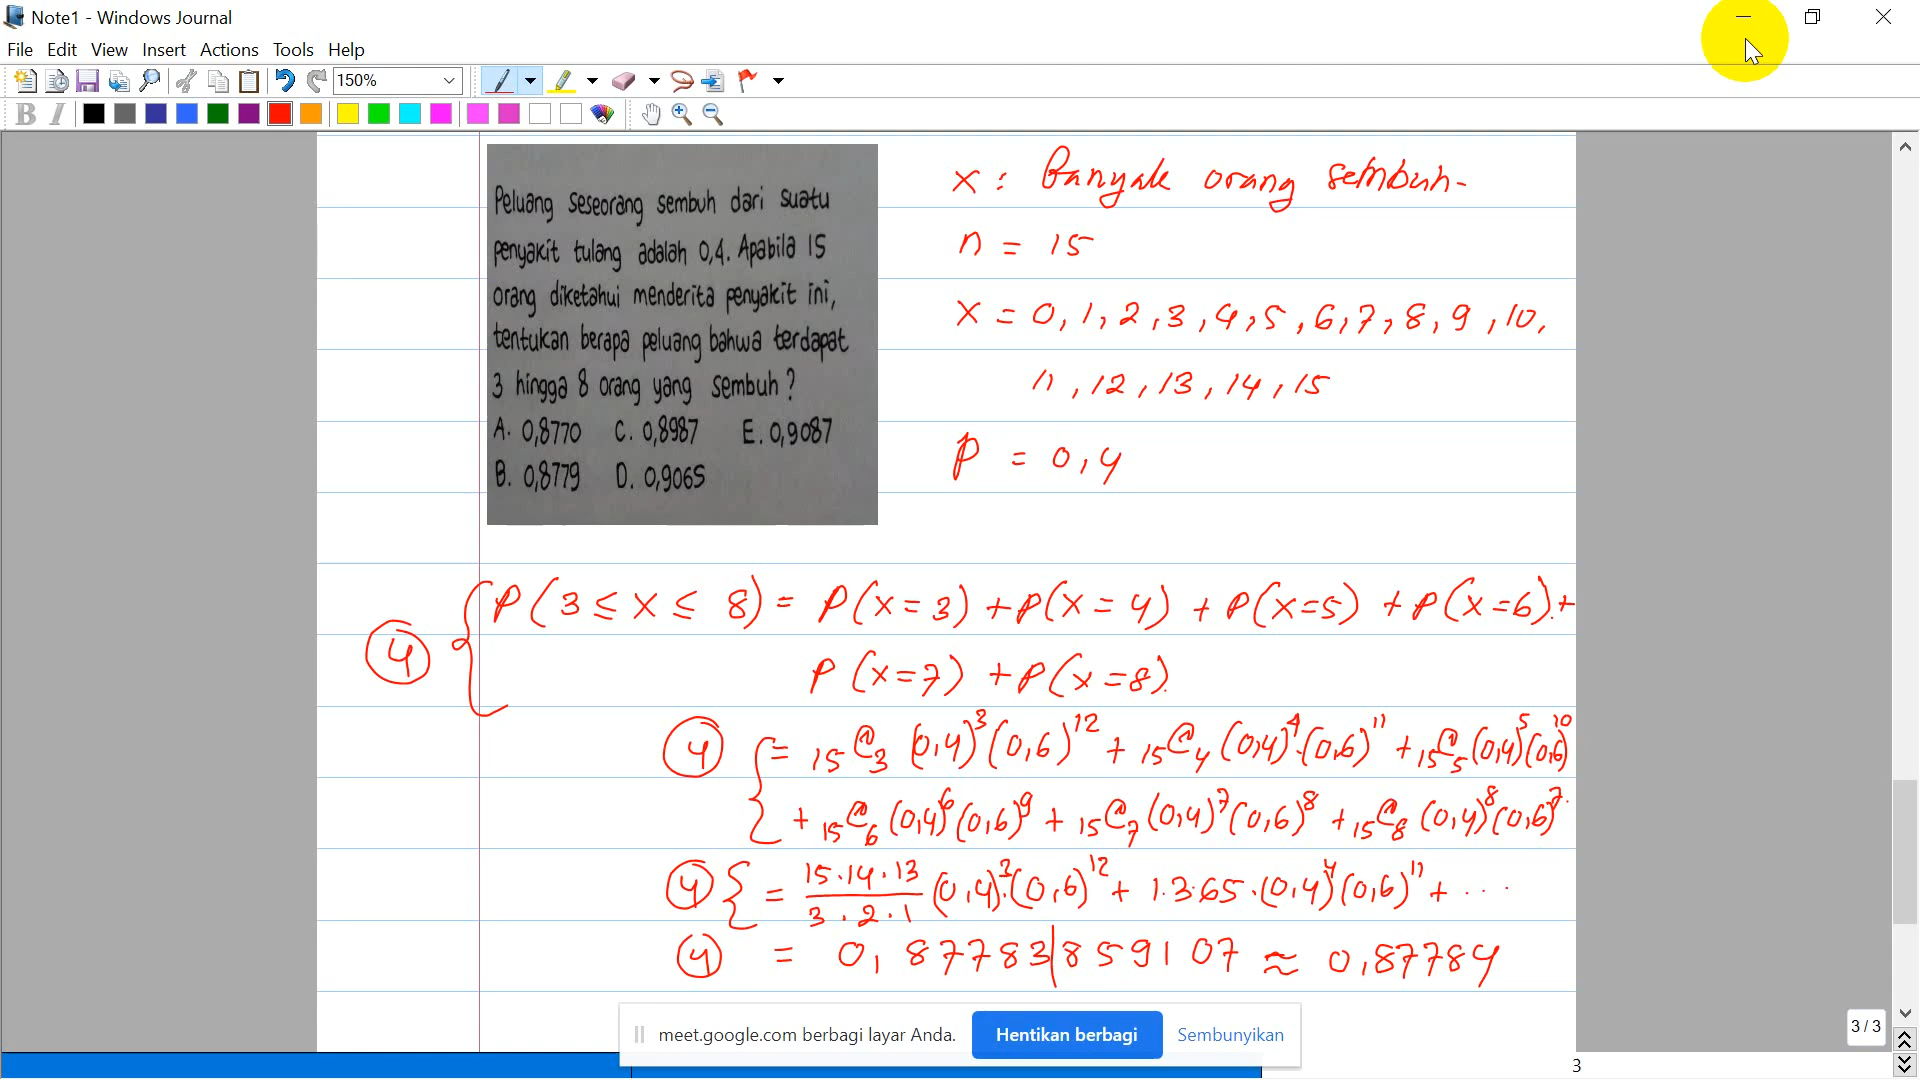 Note1 - Windows Journal
File Edit View Insert Actions Tools Help
150%
B I
Peluang seseorang sembuh dari suatu
penyakit tulang adalah 0,4. Apabila 15
orang diketahui menderita penyakit ini,
tentukan berapa peluang bahwa terdapat
3 hingga 8 orang yang sembuh?
A. 0,8770 C. 0,8987 E. 0,9087
B. 0,8779 D. 0,9065
x : Banyak orang sembuh.
n = 15
x = 0, 1, 2, 3, 4, 5, 6, 7, 8, 9, 10,
11, 12, 13, 14, 15
p = 0,4
④ { P(3 ≤ x ≤ 8) = P(x=3) + P(x=4) + P(x=5) + P(x=6) +
P(x=7) + P(x=8).
④ { = ₁₅C₃ (0,4)³(0,6)¹² + ₁₅C₄ (0,4)⁴.(0,6)¹¹ + ₁₅C₅ (0,4)⁵(0,6)¹⁰
+ ₁₅C₆ (0,4)⁶(0,6)⁹ + ₁₅C₇ (0,4)⁷(0,6)⁸ + ₁₅C₈ (0,4)⁸(0,6)⁷.
④ { = 15.14.13 / 3.2.1 (0,4)³.(0,6)¹² + 1.365.(0,4)⁴(0,6)¹¹ + ...
④ = 0,87783|859107 ≈ 0,87784
meet.google.com berbagi layar Anda. Hentikan berbagi Sembunyikan
3 / 3
3